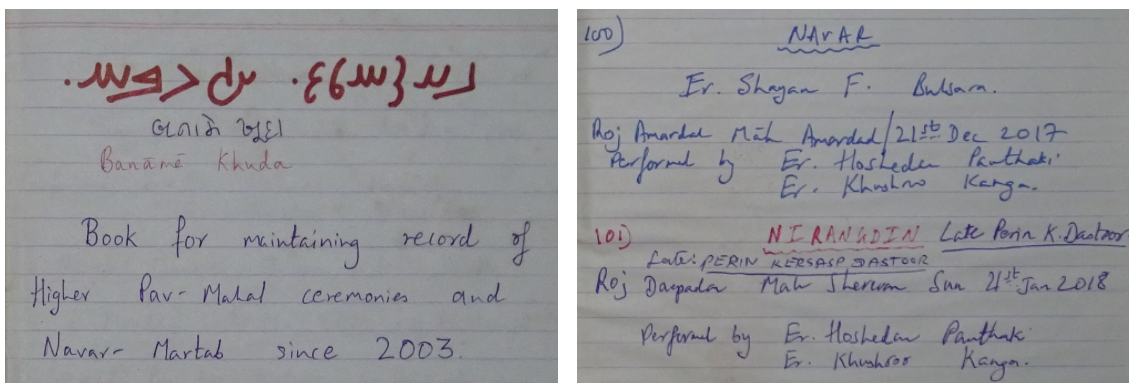 બનામે ખુદા
Banāmē Khuda
Book for maintaining record of
Higher Pav-Mahal ceremonies and
Navar-Martab since 2003.
100)
NAVAR
Er. Shayan F. Bulsara.
Roj Amardad Māh Amardad/21st Dec 2017
Performed by Er. Hoshedar Panthaki
Er. Khushroo Kanga.
101) NIRANGDIN Late Perin K. Dastoor
Late: PERIN KERSASP DASTOOR
Roj Daepadar Mah Sherevar Sun 21st Jan 2018
Performed by Er. Hoshedar Panthaki
Er. Khushroo Kanga.